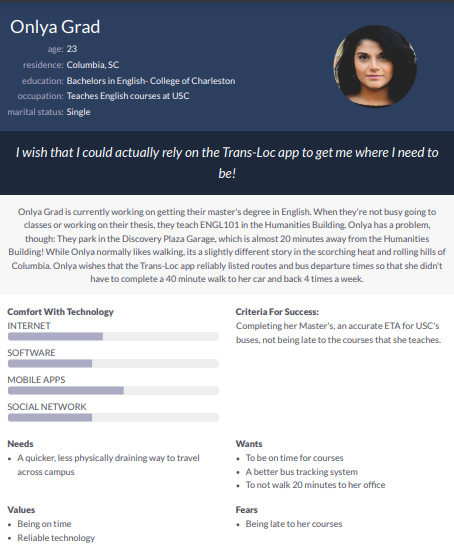 Onlya Grad
age: 23
residence: Columbia, SC
education: Bachelors in English- College of Charleston
occupation: Teaches English courses at USC
marital status: Single
I wish that I could actually rely on the Trans-Loc app to get me where I need to
be!
Onlya Grad is currently working on getting their master's degree in English. When they're not busy going to
classes or working on their thesis, they teach ENGL101 in the Humanities Building. Onlya has a problem,
though: They park in the Discovery Plaza Garage, which is almost 20 minutes away from the Humanities
Building! While Onlya normally likes walking, its a slightly different story in the scorching heat and rolling hills of
Columbia. Onlya wishes that the Trans-Loc app reliably listed routes and bus departure times so that she didn't
have to complete a 40 minute walk to her car and back 4 times a week.
Comfort With Technology
INTERNET
SOFTWARE
MOBILE APPS
SOCIAL NETWORK
Criteria For Success:
Completing her Master's, an accurate ETA for USC's
buses, not being late to the courses that she teaches.
Needs
• A quicker, less physically draining way to travel
across campus
Wants
• To be on time for courses
• A better bus tracking system
• To not walk 20 minutes to her office
Values
• Being on time
• Reliable technology
Fears
• Being late to her courses